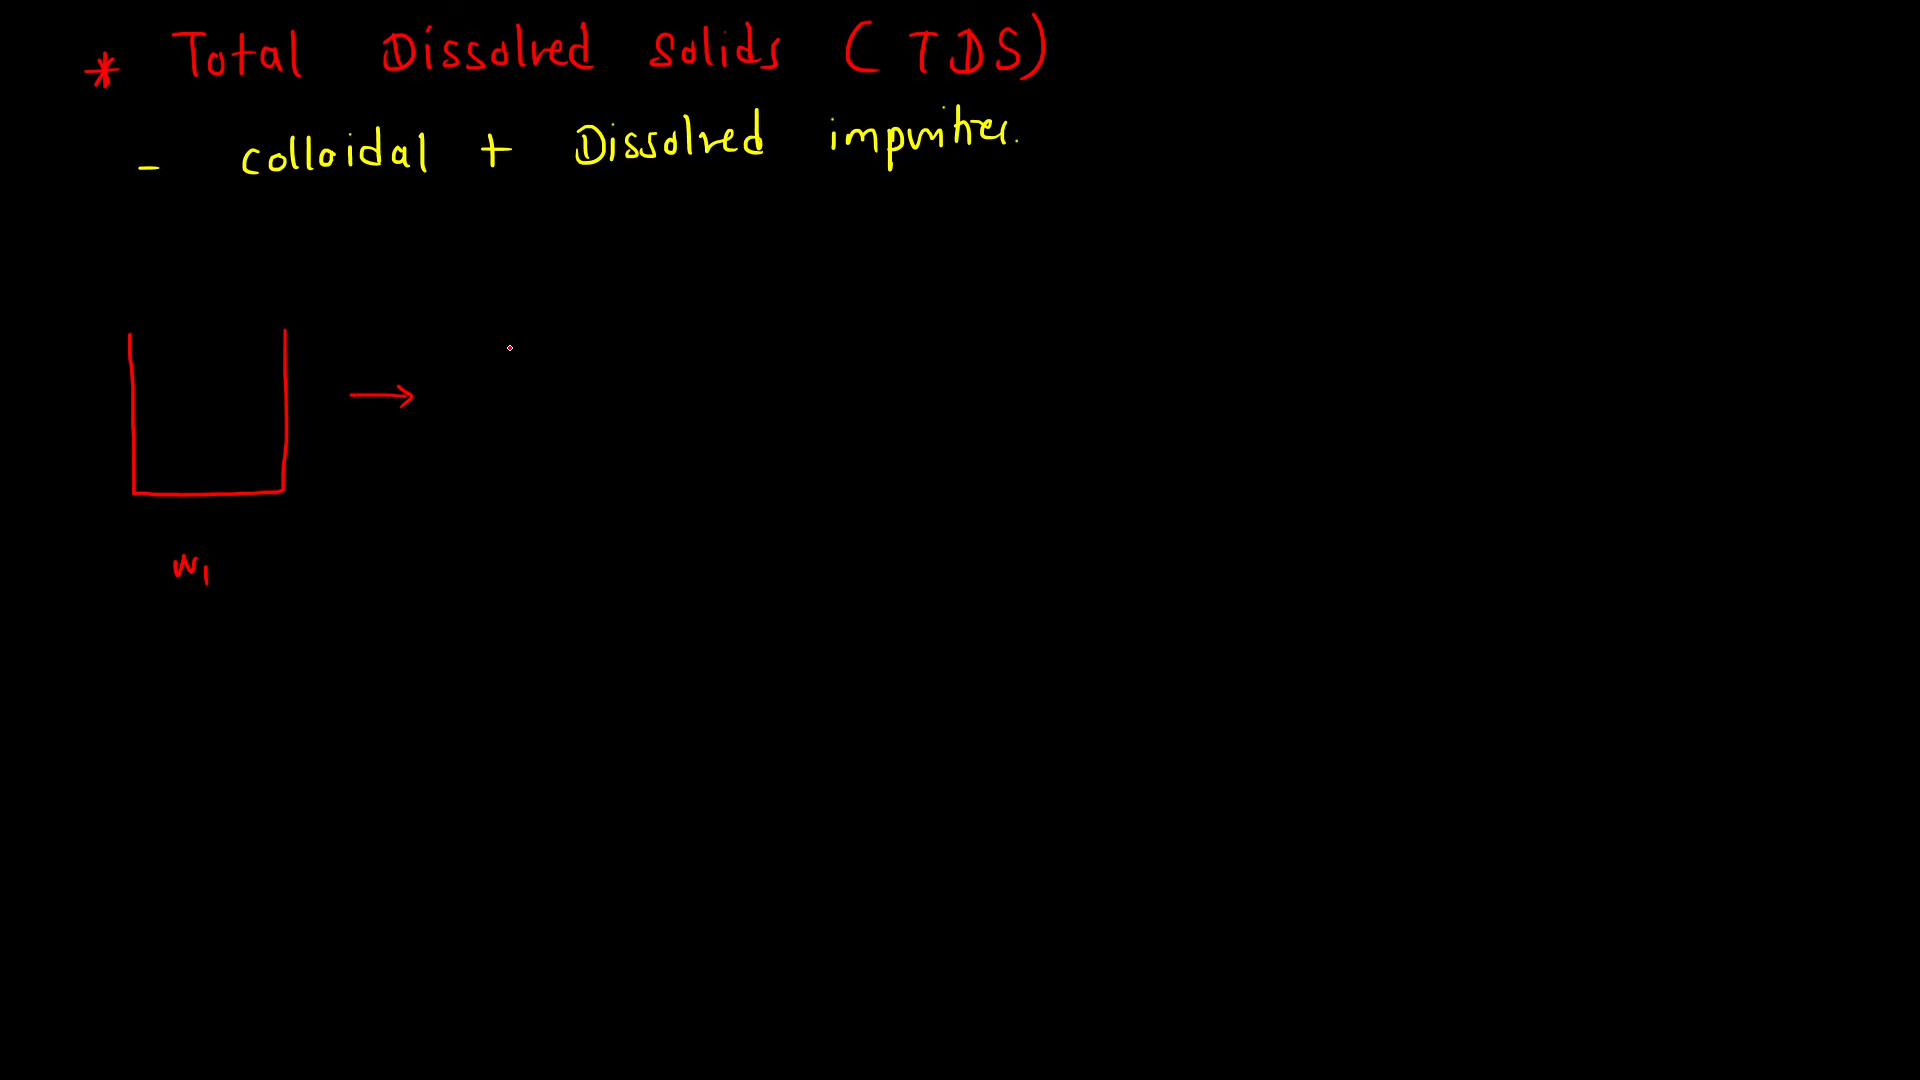 * Total Dissolved Solids (TDS)
- colloidal + Dissolved impurities.
W1